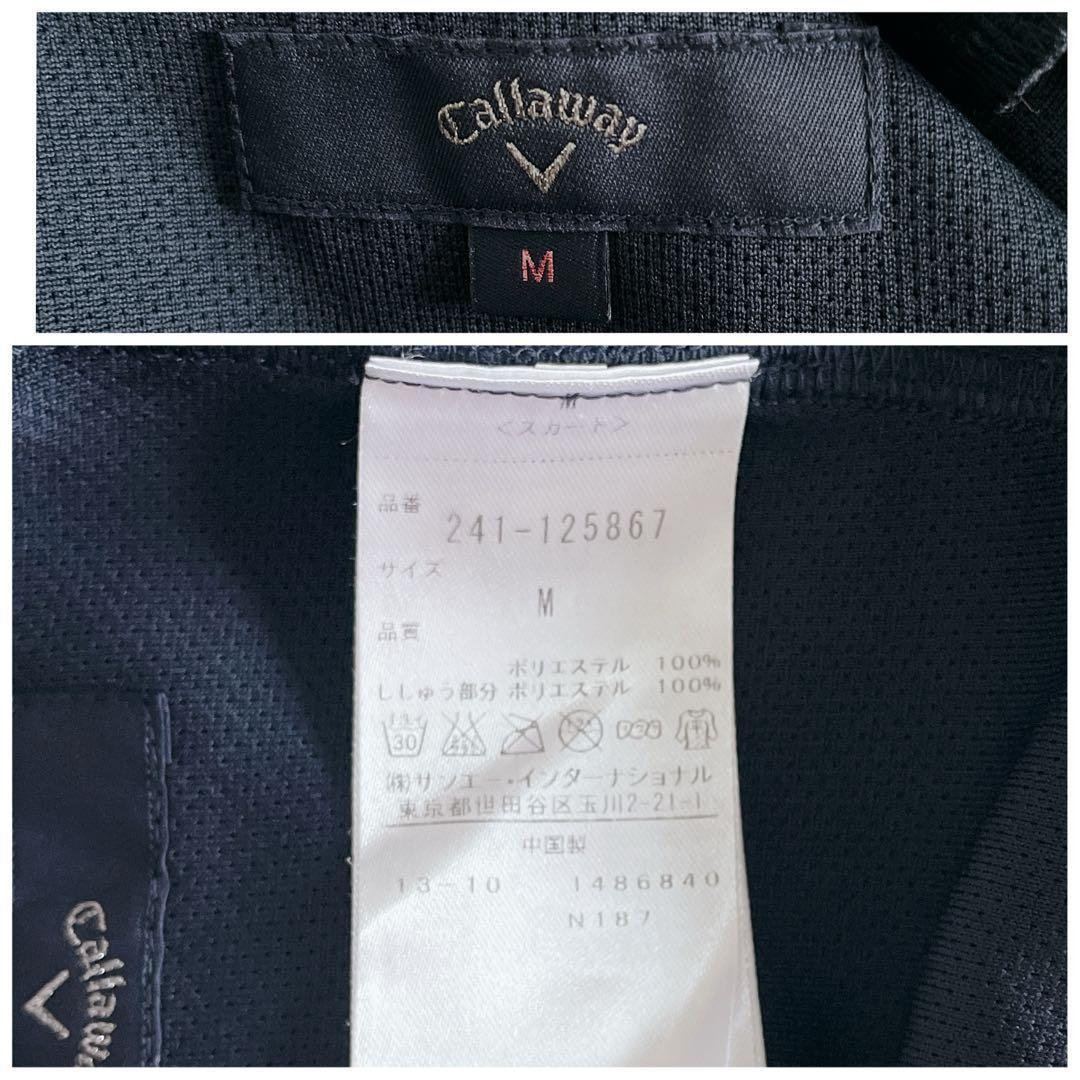 Callaway
M
M
<スカート>
品番
241-125867
サイズ
M
品質
ポリエステル 100%
ししゅう部分 ポリエステル 100%
30
(株)サンエー・インターナショナル
東京都世田谷区玉川2-21-1
中国製
13-10 1486840
N187
Callaway